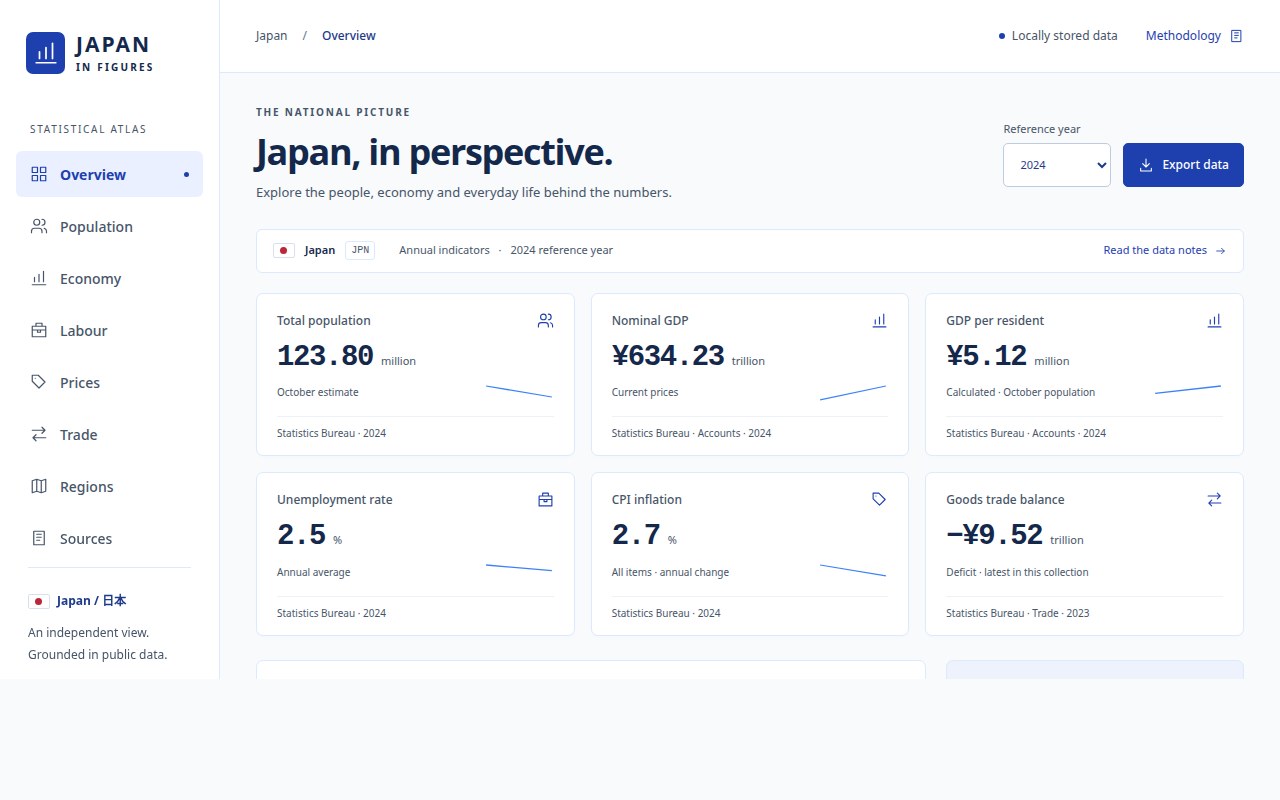 JAPAN
IN FIGURES
STATISTICAL ATLAS
Overview
Population
Economy
Labour
Prices
Trade
Regions
Sources
Japan / 日本
An independent view.
Grounded in public data.
Japan / Overview
Locally stored data
Methodology
THE NATIONAL PICTURE
Japan, in perspective.
Explore the people, economy and everyday life behind the numbers.
Reference year
2024
Export data
Japan JPN Annual indicators · 2024 reference year
Read the data notes →
Total population
123.80 million
October estimate
Statistics Bureau · 2024
Nominal GDP
¥634.23 trillion
Current prices
Statistics Bureau · Accounts · 2024
GDP per resident
¥5.12 million
Calculated · October population
Statistics Bureau · Accounts · 2024
Unemployment rate
2.5 %
Annual average
Statistics Bureau · 2024
CPI inflation
2.7 %
All items · annual change
Statistics Bureau · 2024
Goods trade balance
−¥9.52 trillion
Deficit · latest in this collection
Statistics Bureau · Trade · 2023